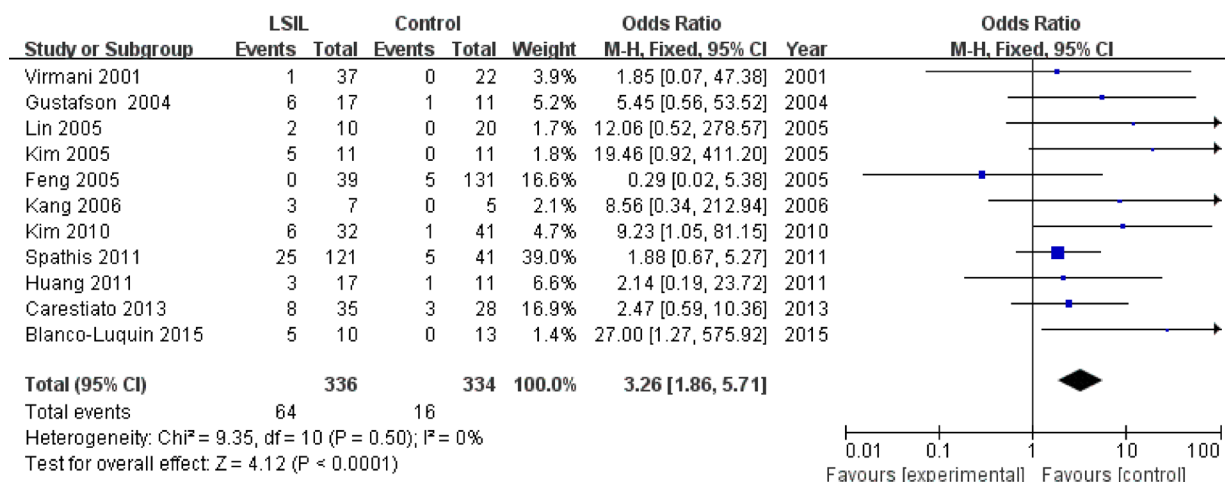 LSIL Control Odds Ratio Odds Ratio
Study or Subgroup Events Total Events Total Weight M-H, Fixed, 95% CI Year M-H, Fixed, 95% CI
Virmani 2001 1 37 0 22 3.9% 1.85 [0.07, 47.38] 2001
Gustafson 2004 6 17 1 11 5.2% 5.45 [0.56, 53.52] 2004
Lin 2005 2 10 0 20 1.7% 12.06 [0.52, 278.57] 2005
Kim 2005 5 11 0 11 1.8% 19.46 [0.92, 411.20] 2005
Feng 2005 0 39 5 131 16.6% 0.29 [0.02, 5.38] 2005
Kang 2006 3 7 0 5 2.1% 8.56 [0.34, 212.94] 2006
Kim 2010 6 32 1 41 4.7% 9.23 [1.05, 81.15] 2010
Spathis 2011 25 121 5 41 39.0% 1.88 [0.67, 5.27] 2011
Huang 2011 3 17 1 11 6.6% 2.14 [0.19, 23.72] 2011
Carestiato 2013 8 35 3 28 16.9% 2.47 [0.59, 10.36] 2013
Blanco-Luquin 2015 5 10 0 13 1.4% 27.00 [1.27, 575.92] 2015
Total (95% CI) 336 334 100.0% 3.26 [1.86, 5.71]
Total events 64 16
Heterogeneity: Chi² = 9.35, df = 10 (P = 0.50); I² = 0%
Test for overall effect: Z = 4.12 (P < 0.0001)
0.01 0.1 1 10 100
Favours [experimental] Favours [control]